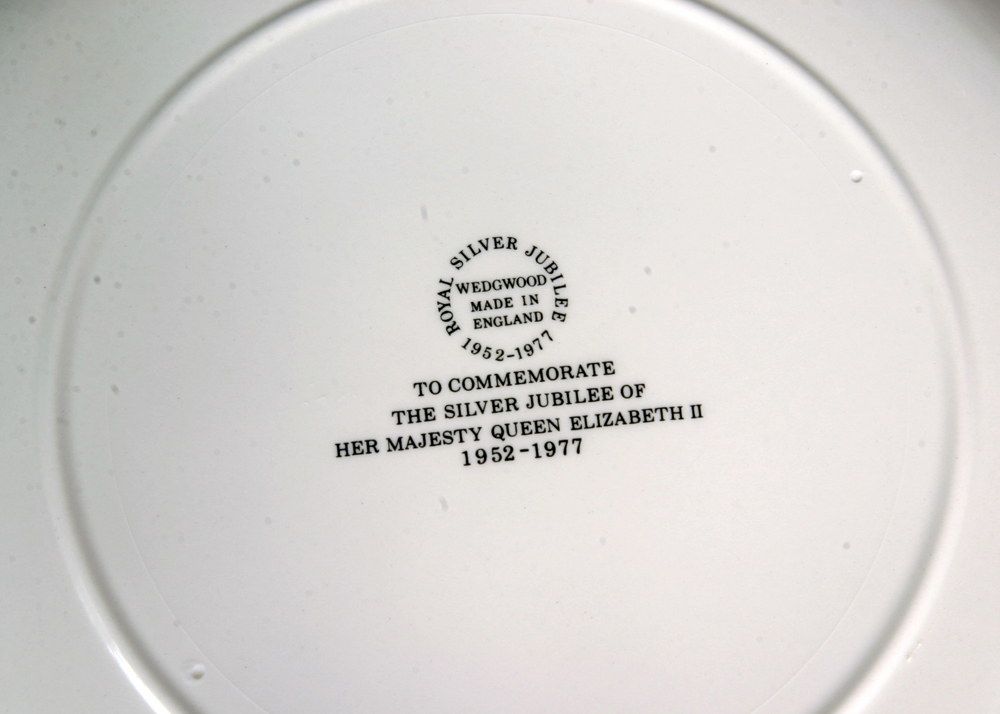 ROYAL SILVER JUBILEE
WEDGWOOD
MADE IN
ENGLAND
1952-1977
TO COMMEMORATE
THE SILVER JUBILEE OF
HER MAJESTY QUEEN ELIZABETH II
1952-1977